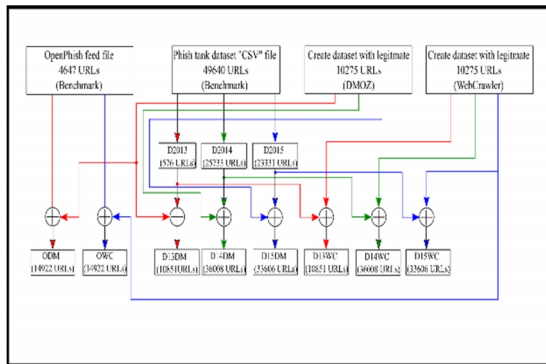 OpenPhish feed file
4647 URLs
(Benchmark)
Phish tank dataset "CSV" file
49640 URLs
(Benchmark)
Create dataset with legitmate
10275 URLs
(DMOZ)
Create dataset with legitimate
10275 URLs
(WebCrawler)
D2013
(576 URLs)
D2014
(25733 URLs)
D2015
(23331 URLs)
ODM
(14922 URLs)
OWC
(14922 URLs)
D13DM
(10851URLs)
D14DM
(36008 URLs)
D15DM
(33606 URLs)
D13WC
(10851 URLs)
D14WC
(36008 URLs)
D15WC
(33606 URLs)